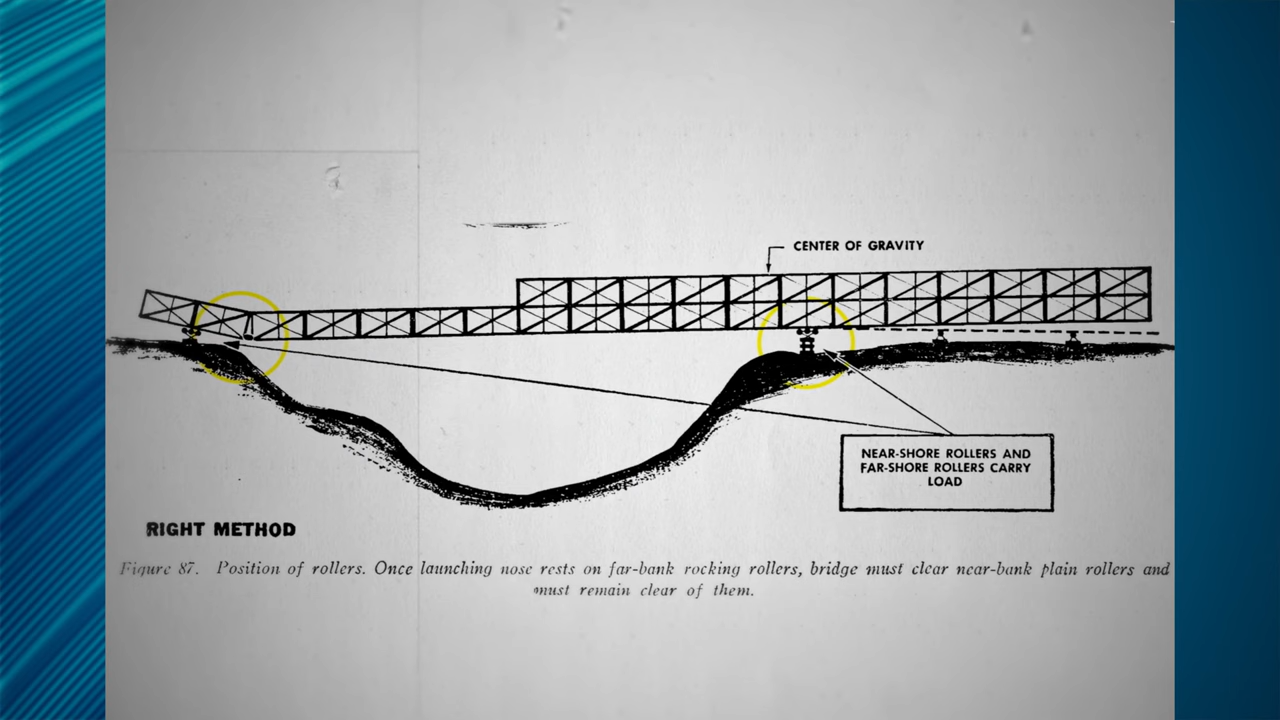 CENTER OF GRAVITY
NEAR-SHORE ROLLERS AND
FAR-SHORE ROLLERS CARRY
LOAD
RIGHT METHOD
Figure 87. Position of rollers. Once launching nose rests on far-bank rocking rollers, bridge must clear near-bank plain rollers and
must remain clear of them.